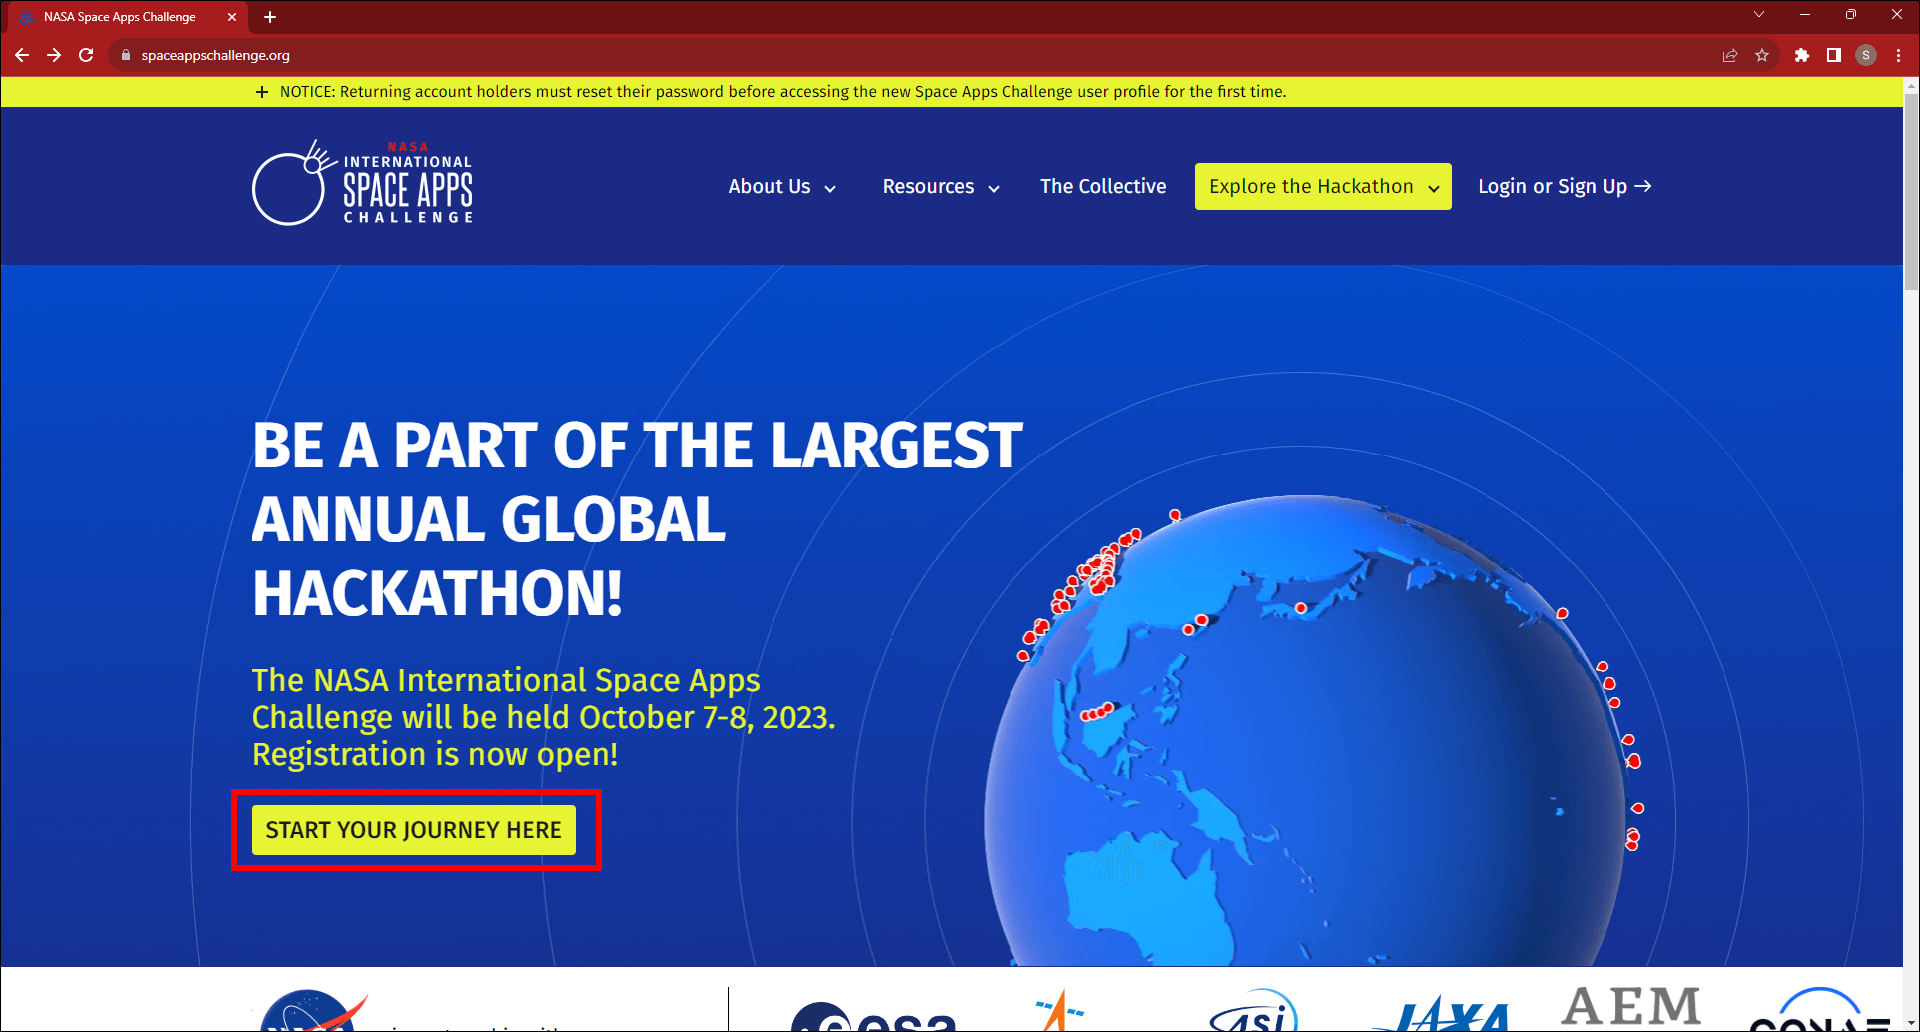 NASA Space Apps Challenge
spaceappschallenge.org
S
+ NOTICE: Returning account holders must reset their password before accessing the new Space Apps Challenge user profile for the first time.
NASA
INTERNATIONAL
SPACE APPS
CHALLENGE
About Us
Resources
The Collective
Explore the Hackathon
Login or Sign Up →
BE A PART OF THE LARGEST
ANNUAL GLOBAL
HACKATHON!
The NASA International Space Apps
Challenge will be held October 7-8, 2023.
Registration is now open!
START YOUR JOURNEY HERE
NASA
esa
asi
JAXA
AEM
CONAE